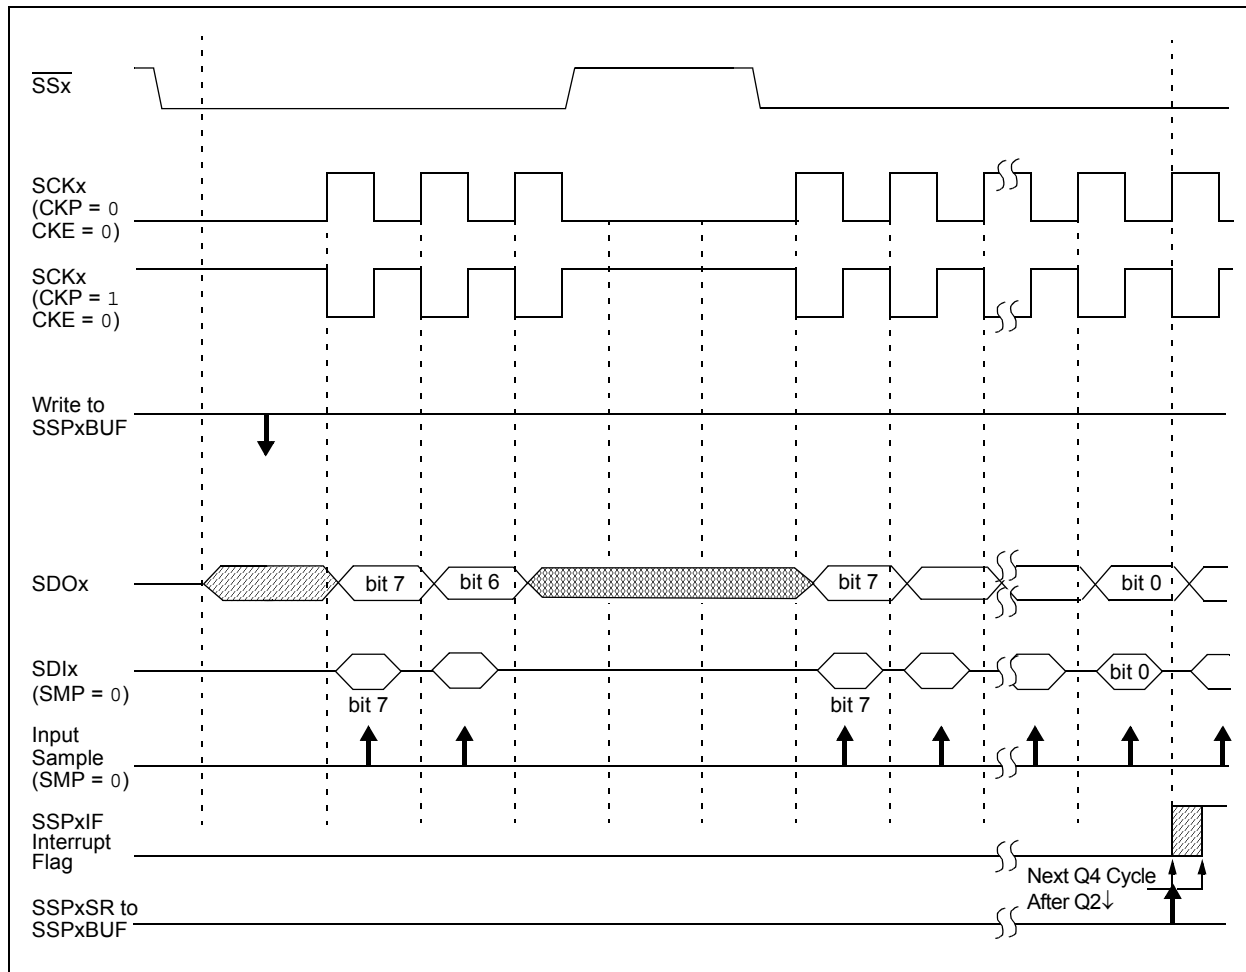 SSx
SCKx
(CKP = 0
CKE = 0)
SCKx
(CKP = 1
CKE = 0)
Write to
SSPxBUF
SDOx
bit 7
bit 6
bit 7
bit 0
SDIx
(SMP = 0)
bit 7
bit 7
bit 0
Input
Sample
(SMP = 0)
SSPxIF
Interrupt
Flag
Next Q4 Cycle
After Q2↓
SSPxSR to
SSPxBUF